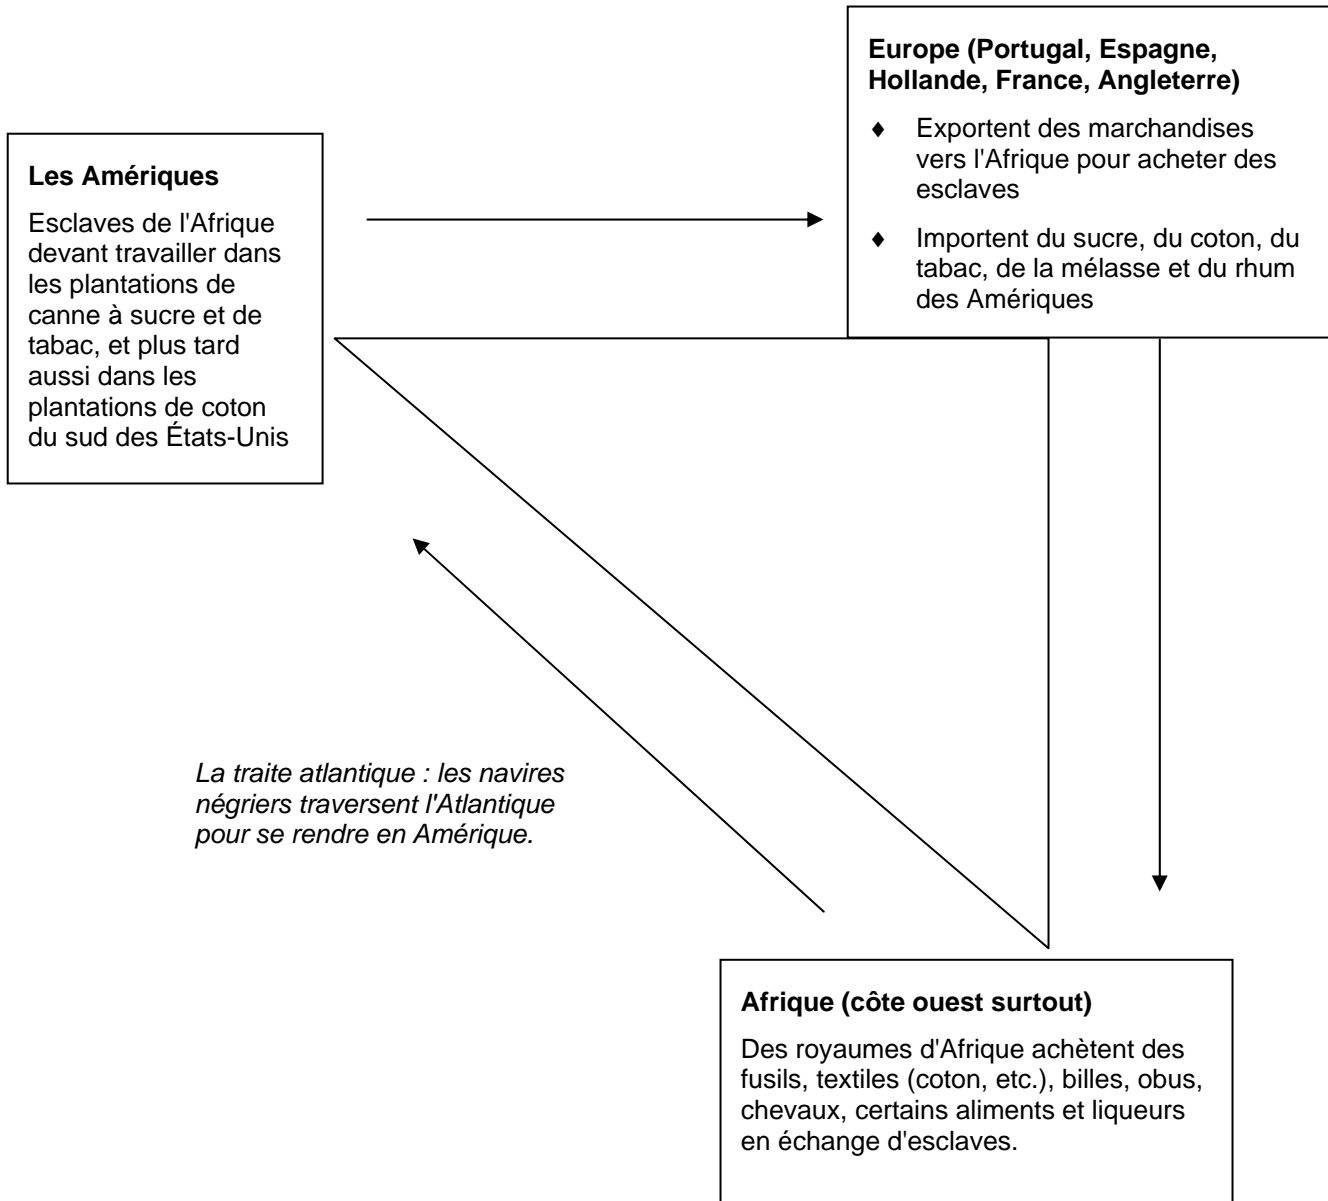 Europe (Portugal, Espagne,
Hollande, France, Angleterre)
♦ Exportent des marchandises
vers l'Afrique pour acheter des
esclaves
♦ Importent du sucre, du coton, du
tabac, de la mélasse et du rhum
des Amériques
Les Amériques
Esclaves de l'Afrique
devant travailler dans
les plantations de
canne à sucre et de
tabac, et plus tard
aussi dans les
plantations de coton
du sud des États-Unis
La traite atlantique : les navires
négriers traversent l'Atlantique
pour se rendre en Amérique.
Afrique (côte ouest surtout)
Des royaumes d'Afrique achètent des
fusils, textiles (coton, etc.), billes, obus,
chevaux, certains aliments et liqueurs
en échange d'esclaves.